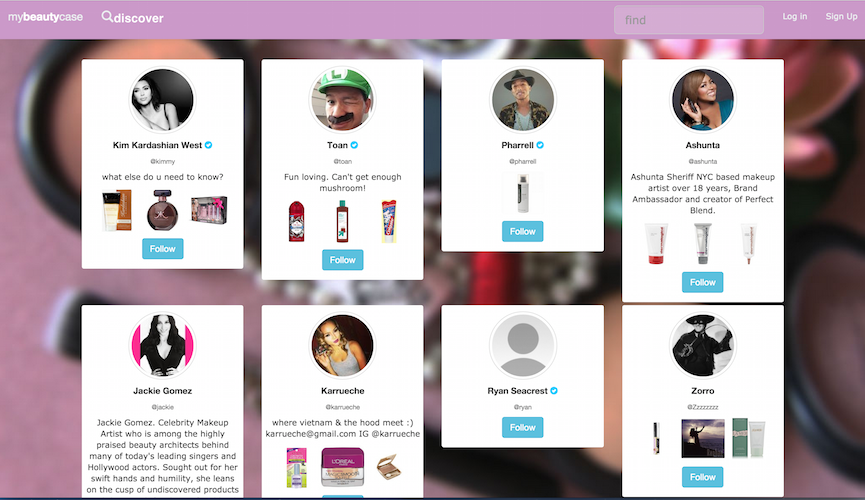 mybeautycase
discover
find
Log in
Sign Up
Kim Kardashian West
@kimmy
what else do u need to know?
Follow
Toan
@toan
Fun loving. Can't get enough
mushroom!
Follow
Pharrell
@pharrell
Follow
Ashunta
@ashunta
Ashunta Sheriff NYC based makeup
artist over 18 years, Brand
Ambassador and creator of Perfect
Blend.
Follow
Jackie Gomez
@jackie
Jackie Gomez. Celebrity Makeup
Artist who is among the highly
praised beauty architects behind
many of today's leading singers and
Hollywood actors. Sought out for her
swift hands and humility, she leans
on the cusp of undiscovered products
Karrueche
@karrueche
where vietnam & the hood meet :)
karrueche@gmail.com IG @karrueche
L'OREAL
Ryan Seacrest
@ryan
Follow
Zorro
@Zzzzzzzz
Follow